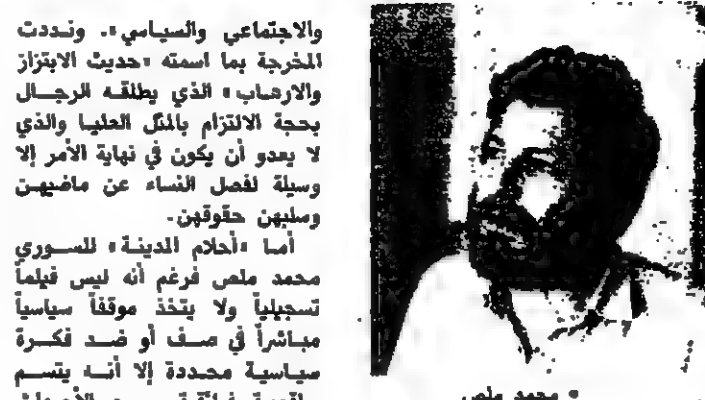 والاجتماعي والسياسي». ونددت
المخرجة بما اسمته «حديث الابتزاز
والارهاب» الذي يطلقه الرجال
بحجة الالتزام بالمثل العليا والذي
لا يعدو أن يكون في نهاية الأمر إلا
وسيلة لفصل النساء عن ماضيهن
وسلبهن حقوقهن.
أما «أحلام المدينة» للسوري
محمد ملص فرغم أنه ليس فيلماً
تسجيلياً ولا يتخذ موقفاً سياسياً
مباشراً في صف أو ضد فكرة
سياسية محددة إلا أنه يتسم
● محمد ملص